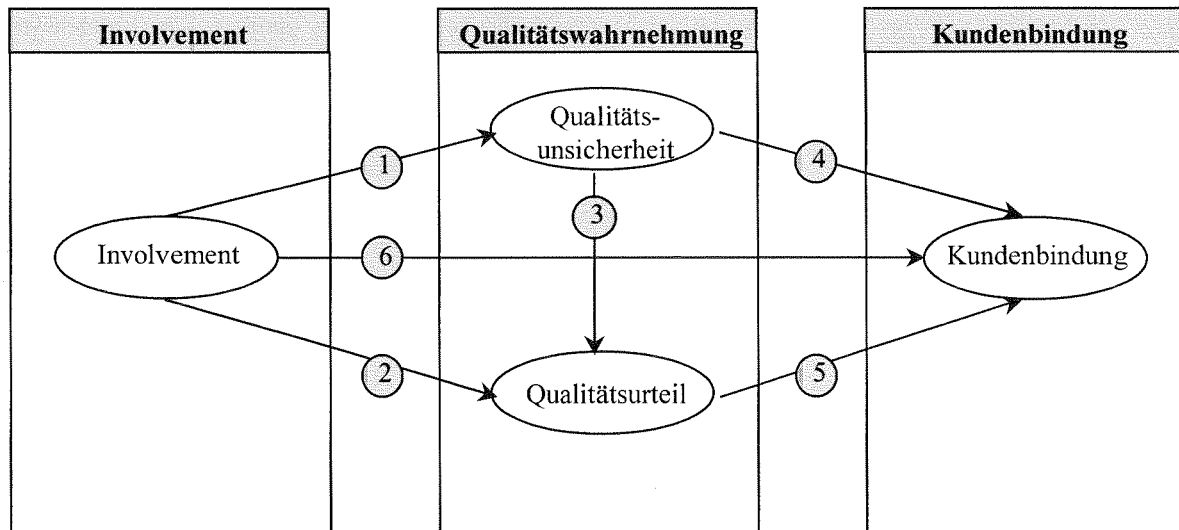 Involvement
Qualitätswahrnehmung
Kundenbindung
Qualitäts-
unsicherheit
1
4
3
Involvement
6
Kundenbindung
2
Qualitätsurteil
5